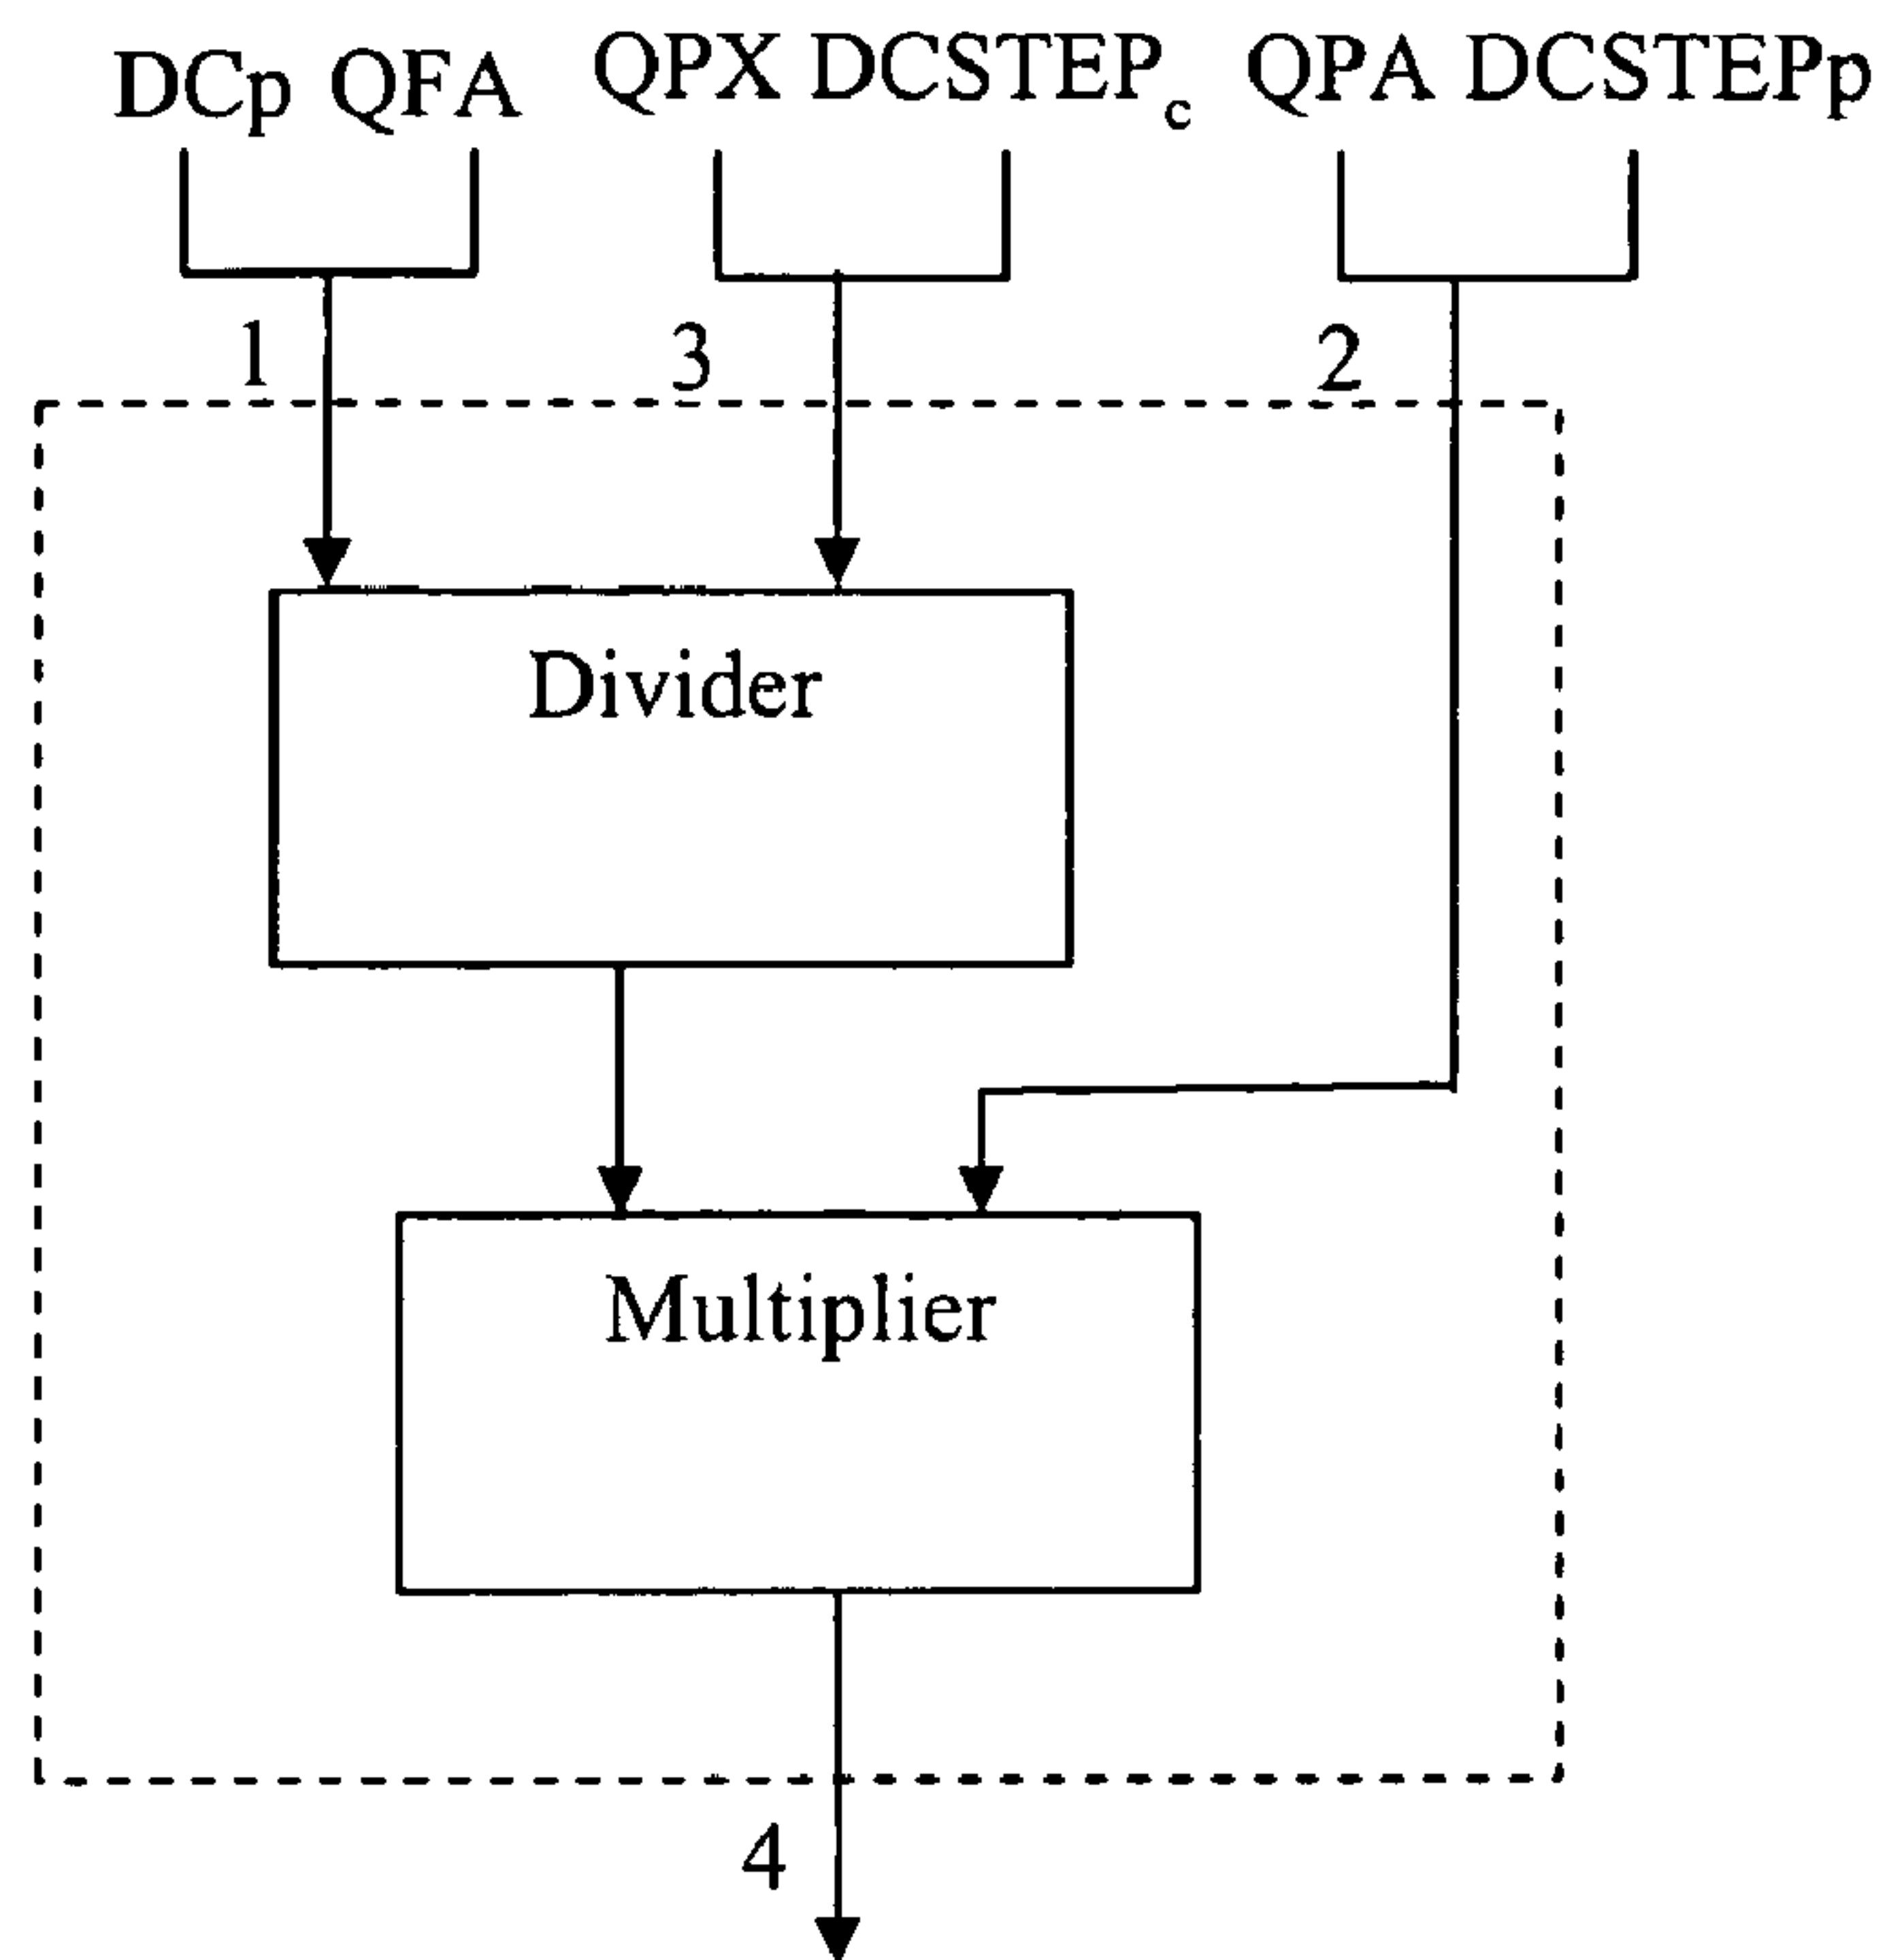 DCp QFA QPX DCSTEPc QPA DCSTEPp
1 3 2
Divider
Multiplier
4